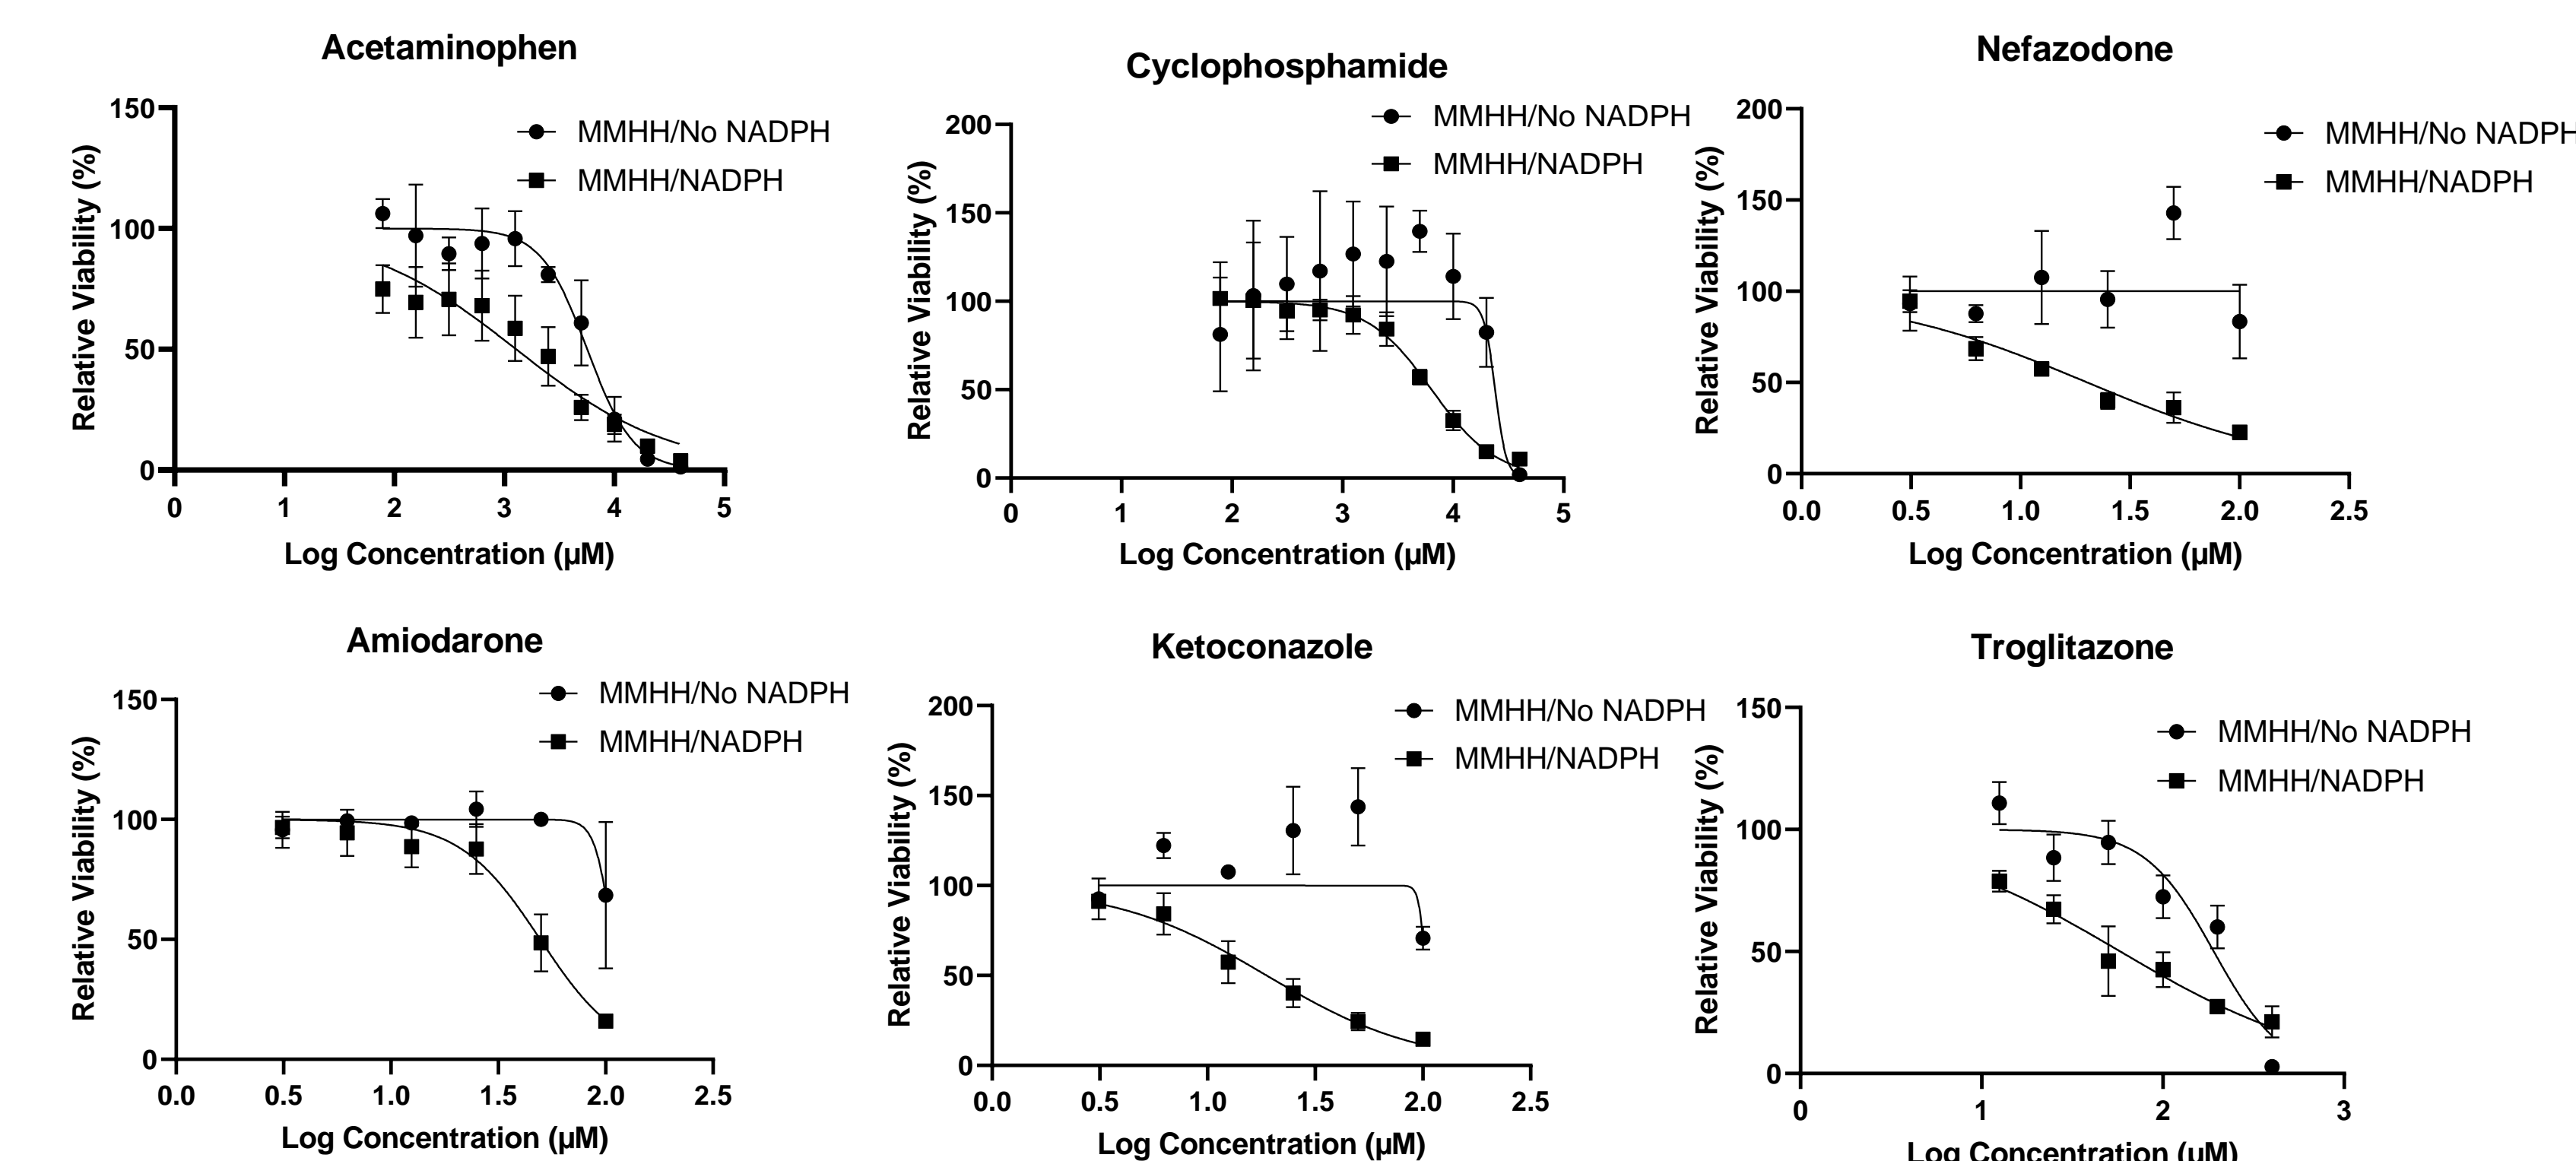 Acetaminophen
150
100
50
0
0 1 2 3 4 5
Relative Viability (%)
Log Concentration (µM)
MMHH/No NADPH
MMHH/NADPH
Cyclophosphamide
200
150
100
50
0
0 1 2 3 4 5
Relative Viability (%)
Log Concentration (µM)
MMHH/No NADPH
MMHH/NADPH
Nefazodone
200
150
100
50
0
0.0 0.5 1.0 1.5 2.0 2.5
Relative Viability (%)
Log Concentration (µM)
MMHH/No NADPH
MMHH/NADPH
Amiodarone
150
100
50
0
0.0 0.5 1.0 1.5 2.0 2.5
Relative Viability (%)
Log Concentration (µM)
MMHH/No NADPH
MMHH/NADPH
Ketoconazole
200
150
100
50
0
0.0 0.5 1.0 1.5 2.0 2.5
Relative Viability (%)
Log Concentration (µM)
MMHH/No NADPH
MMHH/NADPH
Troglitazone
150
100
50
0
0 1 2 3
Relative Viability (%)
Log Concentration (µM)
MMHH/No NADPH
MMHH/NADPH